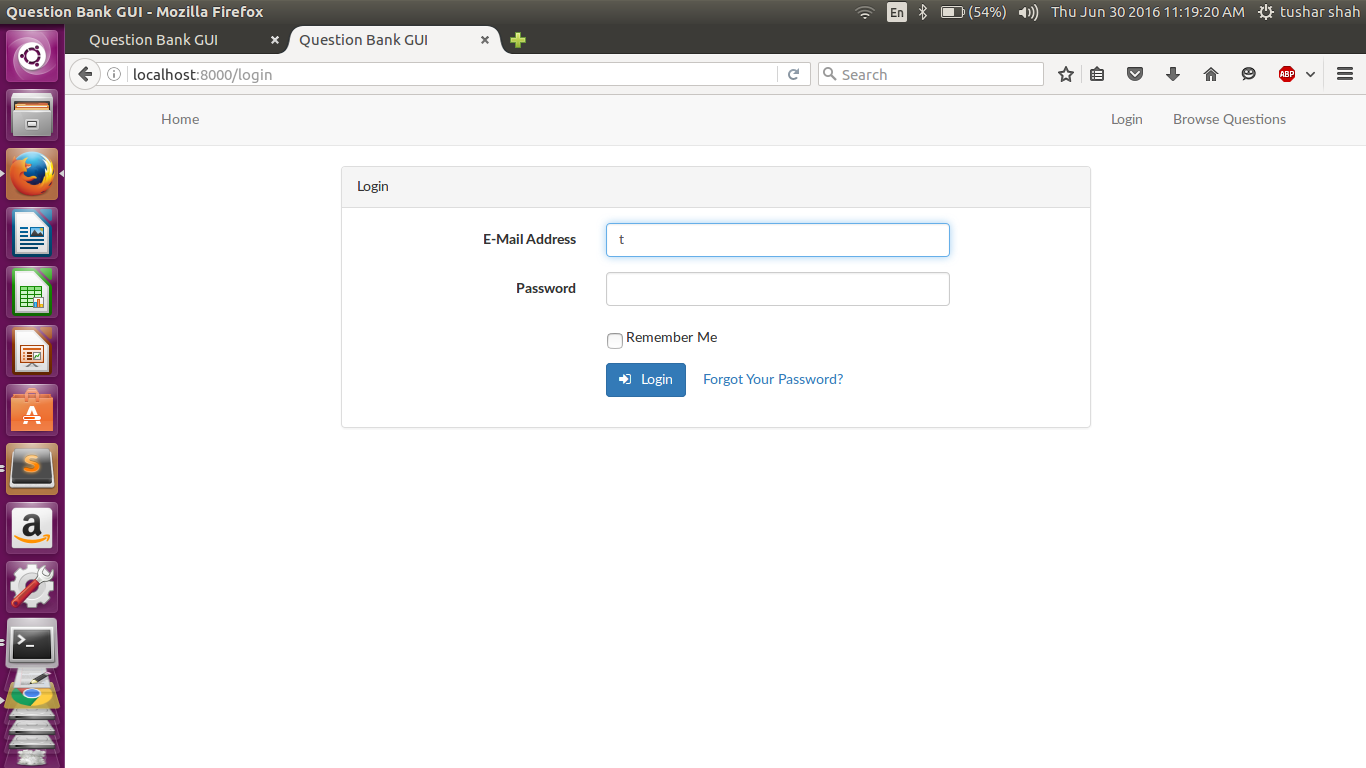 Question Bank GUI - Mozilla Firefox En (54%) Thu Jun 30 2016 11:19:20 AM tushar shah
Question Bank GUI Question Bank GUI
localhost:8000/login Search ABP
Home Login Browse Questions
Login
E-Mail Address t
Password
Remember Me
Login Forgot Your Password?